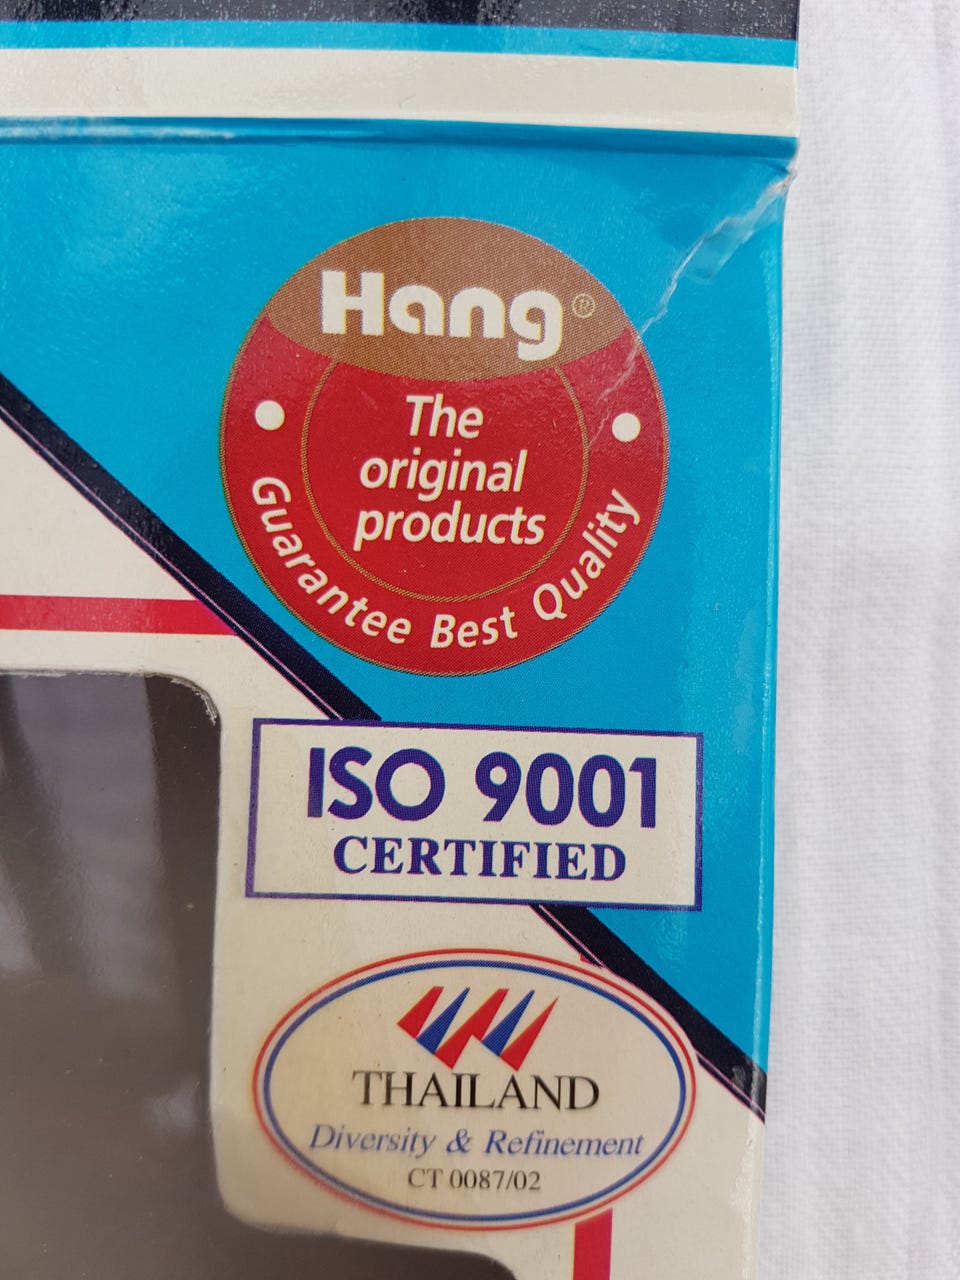 Hang ®
The
original
products
Guarantee Best Quality
ISO 9001
CERTIFIED
THAILAND
Diversity & Refinement
CT 0087/02